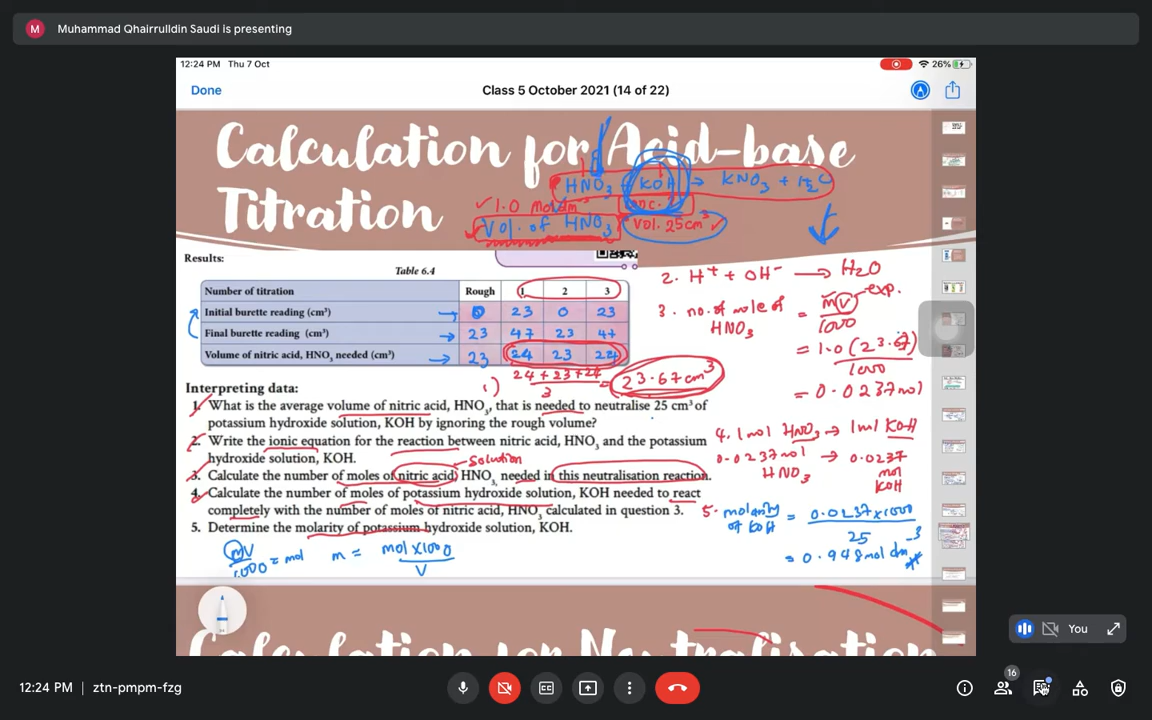 Muhammad Qhairrulldin Saudi is presenting
12:24 PM Thu 7 Oct
26%
Done
Class 5 October 2021 (14 of 22)
Calculation for Acid-base
Titration
HNO3 + KOH → KNO3 + H2O
1.0 mol dm-3
Vol. of HNO3
Vol. 25cm3
Results:
Table 6.4
Number of titration Rough 1 2 3
Initial burette reading (cm3) 0 23 0 23
Final burette reading (cm3) 23 47 23 47
Volume of nitric acid, HNO3 needed (cm3) 23 24 23 24
1) 24 + 23 + 24 / 3 = 23.67cm3
Interpreting data:
1. What is the average volume of nitric acid, HNO3, that is needed to neutralise 25 cm3 of
potassium hydroxide solution, KOH by ignoring the rough volume?
2. Write the ionic equation for the reaction between nitric acid, HNO3 and the potassium
hydroxide solution, KOH.
solution
3. Calculate the number of moles of nitric acid, HNO3 needed in this neutralisation reaction.
4. Calculate the number of moles of potassium hydroxide solution, KOH needed to react
completely with the number of moles of nitric acid, HNO3 calculated in question 3.
5. Determine the molarity of potassium hydroxide solution, KOH.
MV / 1000 = mol
m = mol x 1000 / V
2. H+ + OH- → H2O
3. no. of mole of HNO3 = MV / 1000
exp.
= 1.0 (23.67) / 1000
= 0.0237 mol
4. 1 mol HNO3 → 1 mol KOH
0.0237 mol HNO3 → 0.0237 mol KOH
5. molarity of KOH = 0.0237 x 1000 / 25
= 0.948 mol dm-3
Calculation for Neutralisation
You
12:24 PM | ztn-pmpm-fzg
16